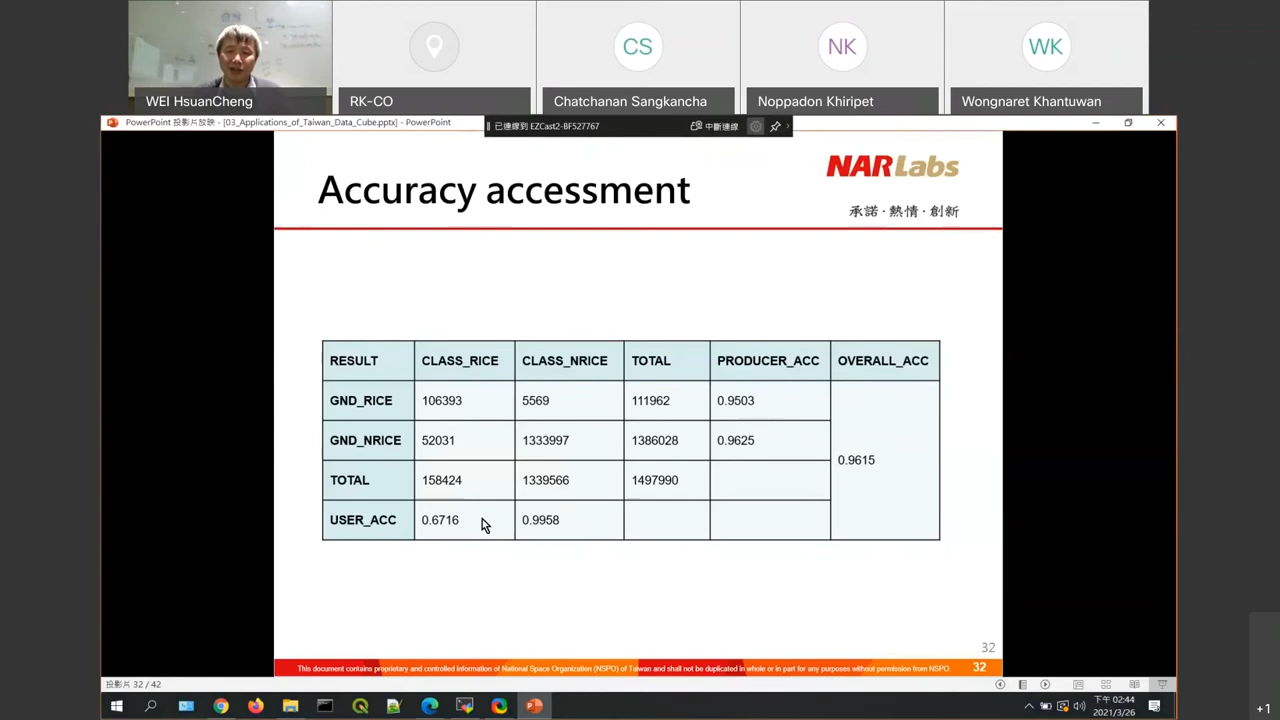 CS
NK
WK
WEI HsuanCheng
RK-CO
Chatchanan Sangkancha
Noppadon Khiripet
Wongnaret Khantuwan
PowerPoint 投影片放映 - [03_Applications_of_Taiwan_Data_Cube.pptx] - PowerPoint
已連線到 EZCast2-BF527767
中斷連線
Accuracy accessment
NARLabs
承諾·熱情·創新
RESULT CLASS_RICE CLASS_NRICE TOTAL PRODUCER_ACC OVERALL_ACC
GND_RICE 106393 5569 111962 0.9503
GND_NRICE 52031 1333997 1386028 0.9625
0.9615
TOTAL 158424 1339566 1497990
USER_ACC 0.6716 0.9958
32
This document contains proprietary and controlled information of National Space Organization (NSPO) of Taiwan and shall not be duplicated in whole or in part for any purposes without permission from NSPO.
32
投影片 32 / 42
下午 02:44
2021/3/26
+1